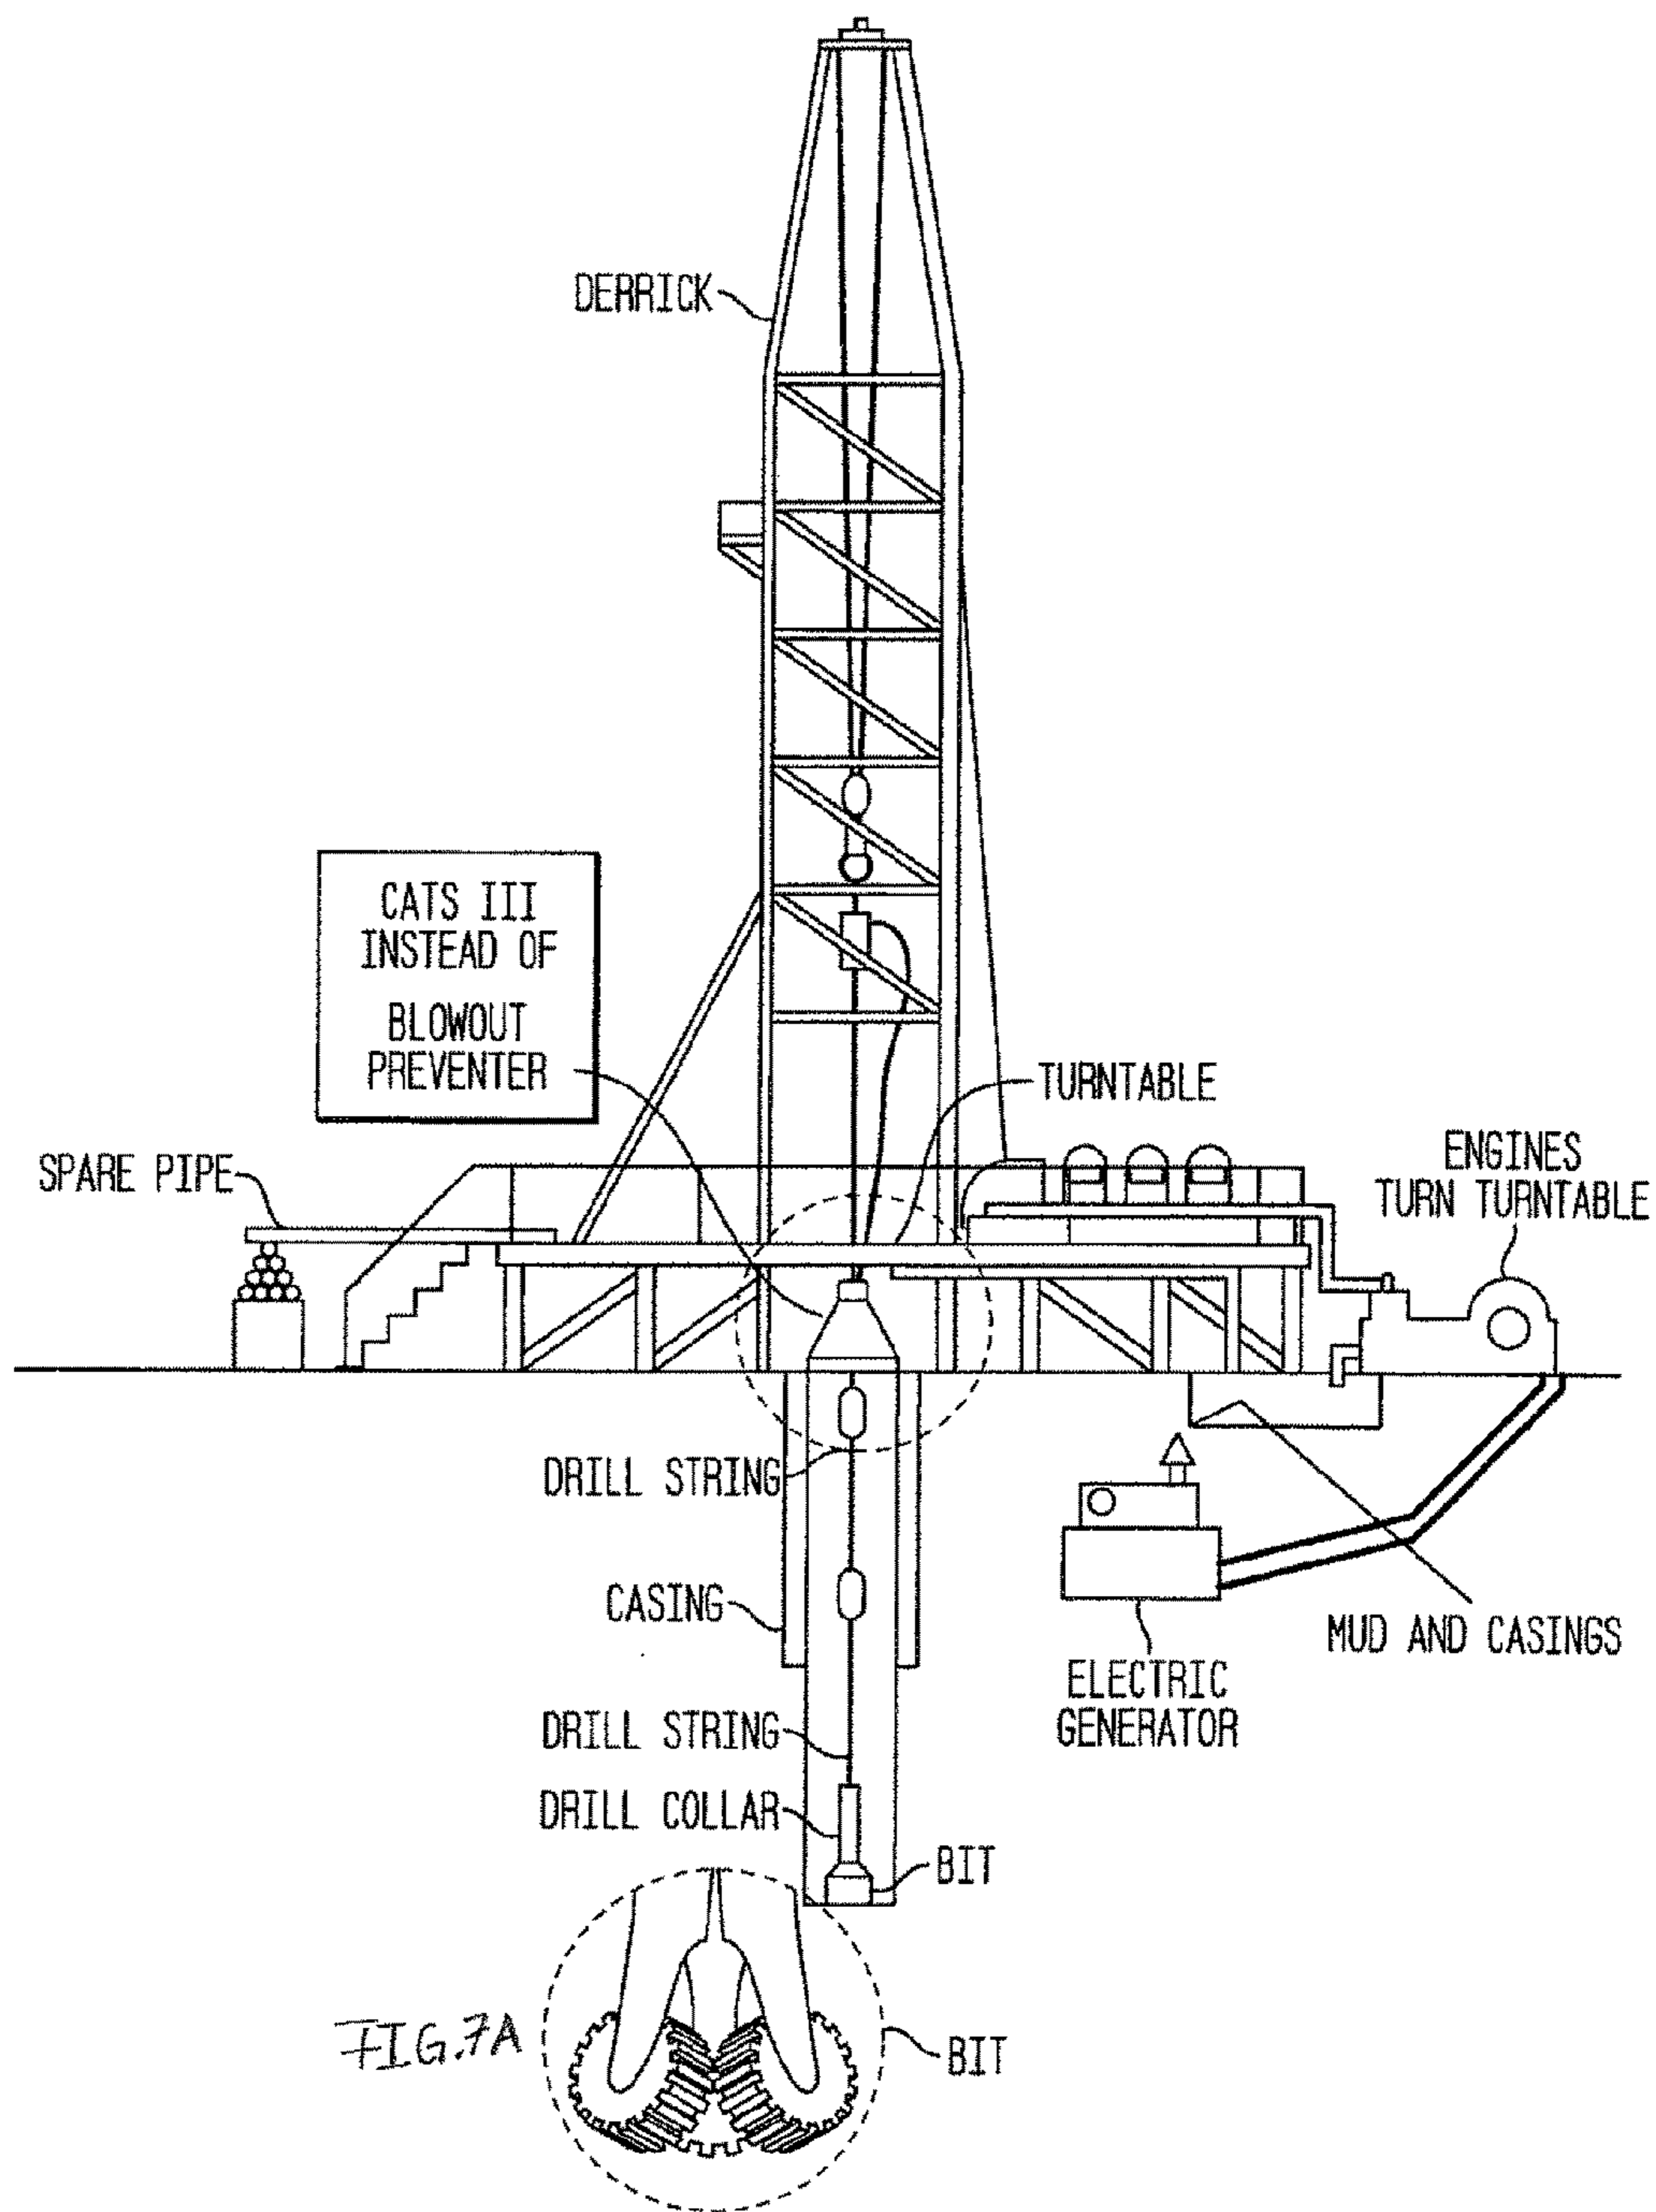 DERRICK
CATS III
INSTEAD OF
BLOWOUT
PREVENTER
TURNTABLE
SPARE PIPE
ENGINES
TURN TURNTABLE
DRILL STRING
CASING
MUD AND CASINGS
ELECTRIC
GENERATOR
DRILL STRING
DRILL COLLAR
BIT
FIG. 7A
BIT